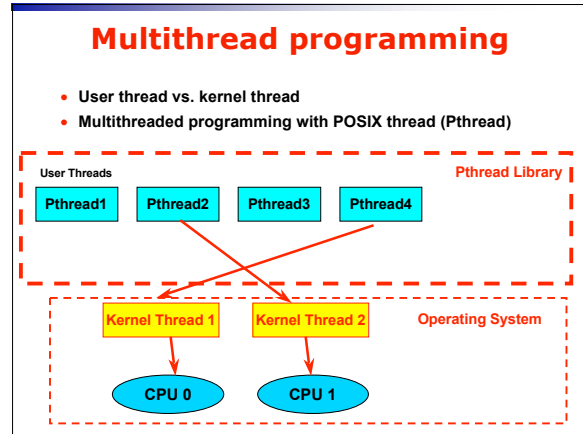 Multithread programming
• User thread vs. kernel thread
• Multithreaded programming with POSIX thread (Pthread)
User Threads
Pthread Library
Pthread1 Pthread2 Pthread3 Pthread4
Kernel Thread 1 Kernel Thread 2 Operating System
CPU 0 CPU 1